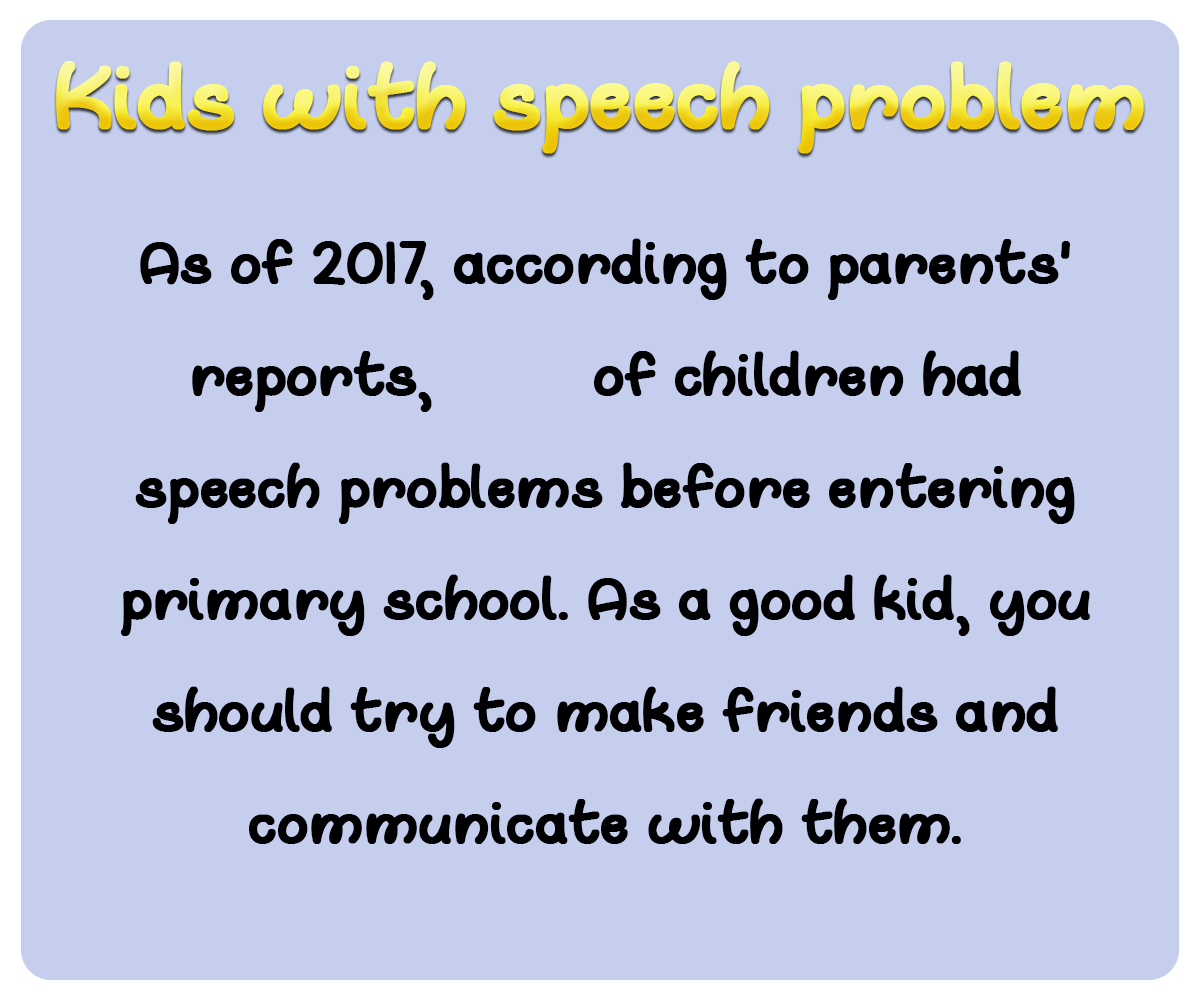 Kids with speech problem
As of 2017, according to parents'
reports, of children had
speech problems before entering
primary school. As a good kid, you
should try to make friends and
communicate with them.